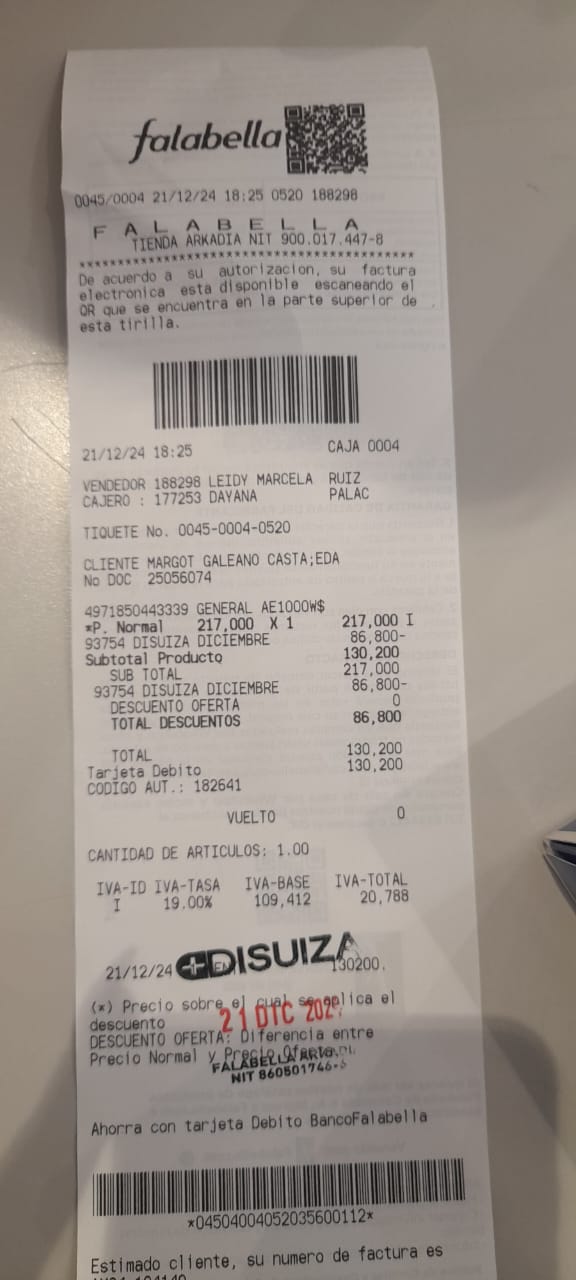 falabella
0045/0004 21/12/24 18:25 0520 188298
F A L A B E L L A
TIENDA ARKADIA NIT 900.017.447-8
****************************************
De acuerdo a su autorizacion, su factura
electronica esta disponible escaneando el
QR que se encuentra en la parte superior de
esta tirilla.
21/12/24 18:25 CAJA 0004
VENDEDOR 188298 LEIDY MARCELA RUIZ
CAJERO : 177253 DAYANA PALAC
TIQUETE No. 0045-0004-0520
CLIENTE MARGOT GALEANO CASTA;EDA
No DOC 25056074
4971850443339 GENERAL AE1000W$
*P. Normal 217,000 X 1 217,000 I
93754 DISUIZA DICIEMBRE 86,800-
Subtotal Producto 130,200
SUB TOTAL 217,000
93754 DISUIZA DICIEMBRE 86,800-
DESCUENTO OFERTA 0
TOTAL DESCUENTOS 86,800
TOTAL 130,200
Tarjeta Debito 130,200
CODIGO AUT.: 182641
VUELTO 0
CANTIDAD DE ARTICULOS: 1.00
IVA-ID IVA-TASA IVA-BASE IVA-TOTAL
I 19.00% 109,412 20,788
21/12/24 DISUIZA 130200.
(*) Precio sobre el cual se aplica el
descuento
21 DIC
DESCUENTO OFERTA: Diferencia entre
Precio Normal y Precio Oferta.
FALABELLA
NIT 860501746-
Ahorra con tarjeta Debito BancoFalabella
*04504004052035600112*
Estimado cliente, su numero de factura es